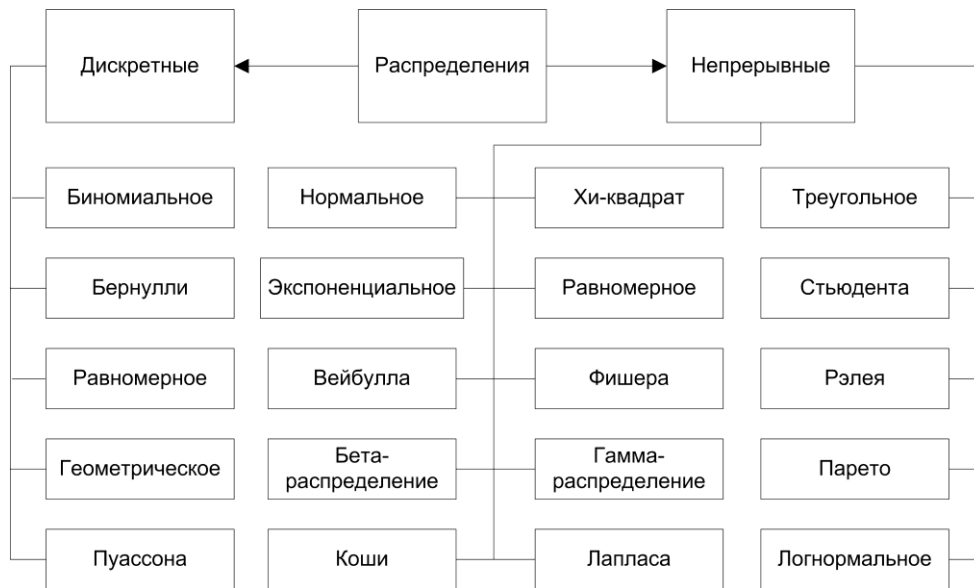 Дискретные
Распределения
Непрерывные
Биномиальное
Нормальное
Хи-квадрат
Треугольное
Бернулли
Экспоненциальное
Равномерное
Стьюдента
Равномерное
Вейбулла
Фишера
Рэлея
Геометрическое
Бета-
распределение
Гамма-
распределение
Парето
Пуассона
Коши
Лапласа
Логнормальное